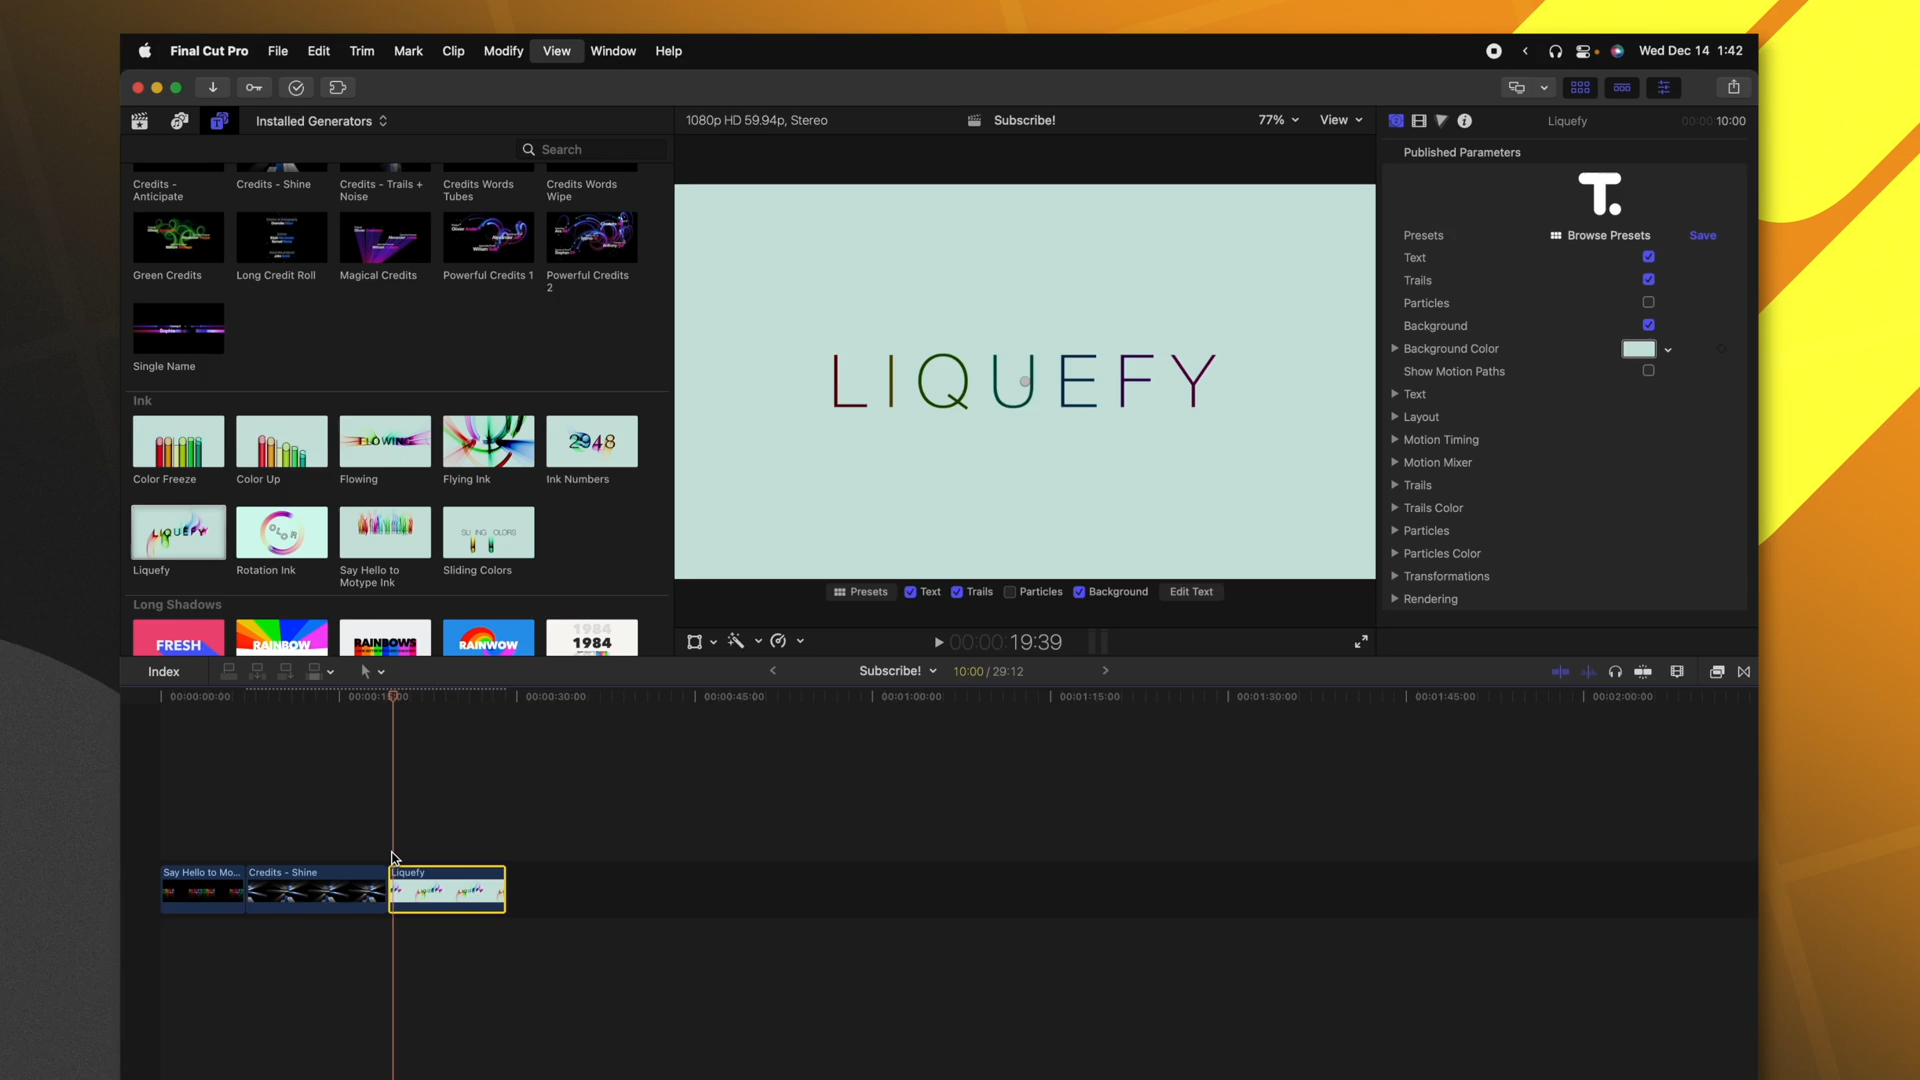 Final Cut Pro File Edit Trim Mark Clip Modify View Window Help Wed Dec 14 1:42
Installed Generators
1080p HD 59.94p, Stereo Subscribe! 77% View
Liquefy 00:00:10:00
Search
Published Parameters
Credits - Anticipate
Credits - Shine
Credits - Trails + Noise
Credits Words Tubes
Credits Words Wipe
Green Credits
Long Credit Roll
Magical Credits
Powerful Credits 1
Powerful Credits 2
Single Name
Ink
FLOWING
2948
Color Freeze
Color Up
Flowing
Flying Ink
Ink Numbers
LIQUEFY
Liquefy
Rotation Ink
Say Hello to Motype Ink
Sliding Colors
Long Shadows
FRESH
RAINBOW
RAINBOWS
RAINWOW
1984
1984
LIQUEFY
Presets Text Trails Particles Background Edit Text
00:00:19:39
T.
Presets Browse Presets Save
Text
Trails
Particles
Background
Background Color
Show Motion Paths
Text
Layout
Motion Timing
Motion Mixer
Trails
Trails Color
Particles
Particles Color
Transformations
Rendering
Index
Subscribe! 10:00 / 29:12
00:00:00:00 00:00:15:00 00:00:30:00 00:00:45:00 00:01:00:00 00:01:15:00 00:01:30:00 00:01:45:00 00:02:00:00
Say Hello to Mo... Credits - Shine Liquefy